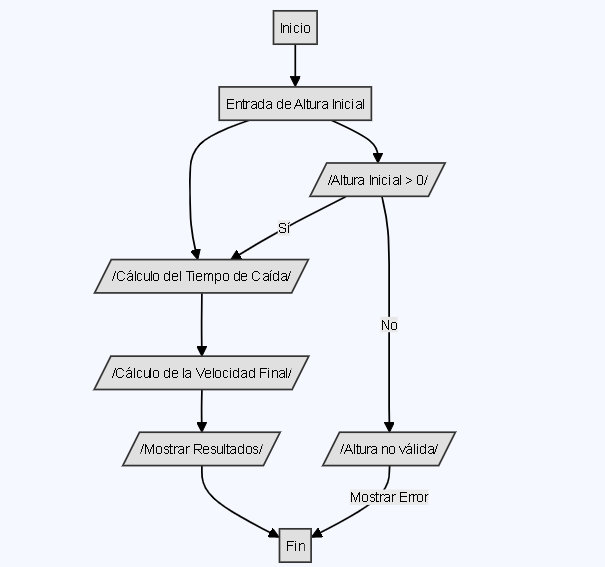 Inicio
Entrada de Altura Inicial
/Altura Inicial > 0/
Sí
/Cálculo del Tiempo de Caída/
No
/Cálculo de la Velocidad Final/
/Mostrar Resultados/
/Altura no válida/
Mostrar Error
Fin